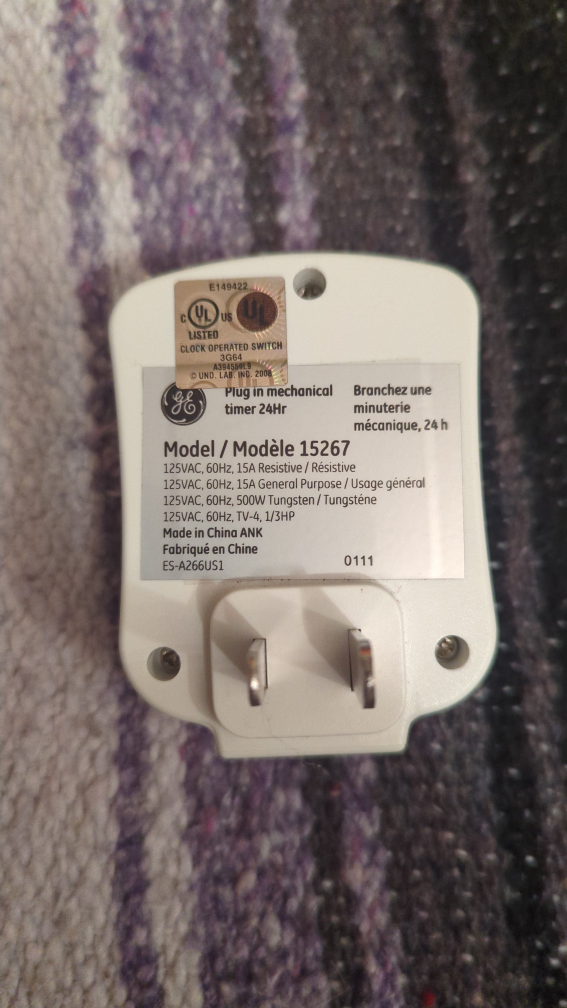 E149422
C UL US UL
LISTED
CLOCK OPERATED SWITCH
3G64
© UND. LAB. INC.
GE
Plug in mechanical
timer 24Hr
Branchez une
minuterie
mécanique, 24 h
Model / Modèle 15267
125VAC, 60Hz, 15A Resistive / Résistive
125VAC, 60Hz, 15A General Purpose / Usage général
125VAC, 60Hz, 500W Tungsten / Tungsténe
125VAC, 60Hz, TV-4, 1/3HP
Made in China ANK
Fabriqué en Chine
ES-A266US1
0111